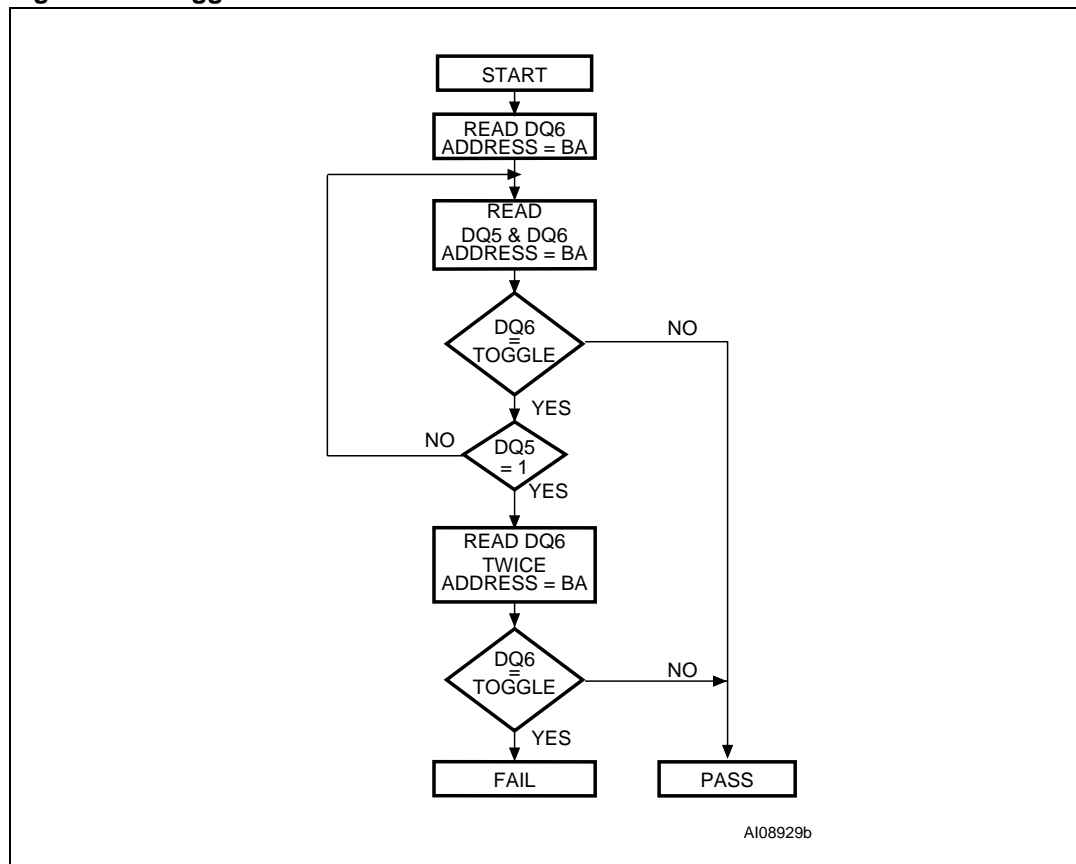 START
READ DQ6
ADDRESS = BA
READ
DQ5 & DQ6
ADDRESS = BA
DQ6
=
TOGGLE
NO
YES
NO
DQ5
= 1
YES
READ DQ6
TWICE
ADDRESS = BA
DQ6
=
TOGGLE
NO
YES
FAIL
PASS
AI08929b